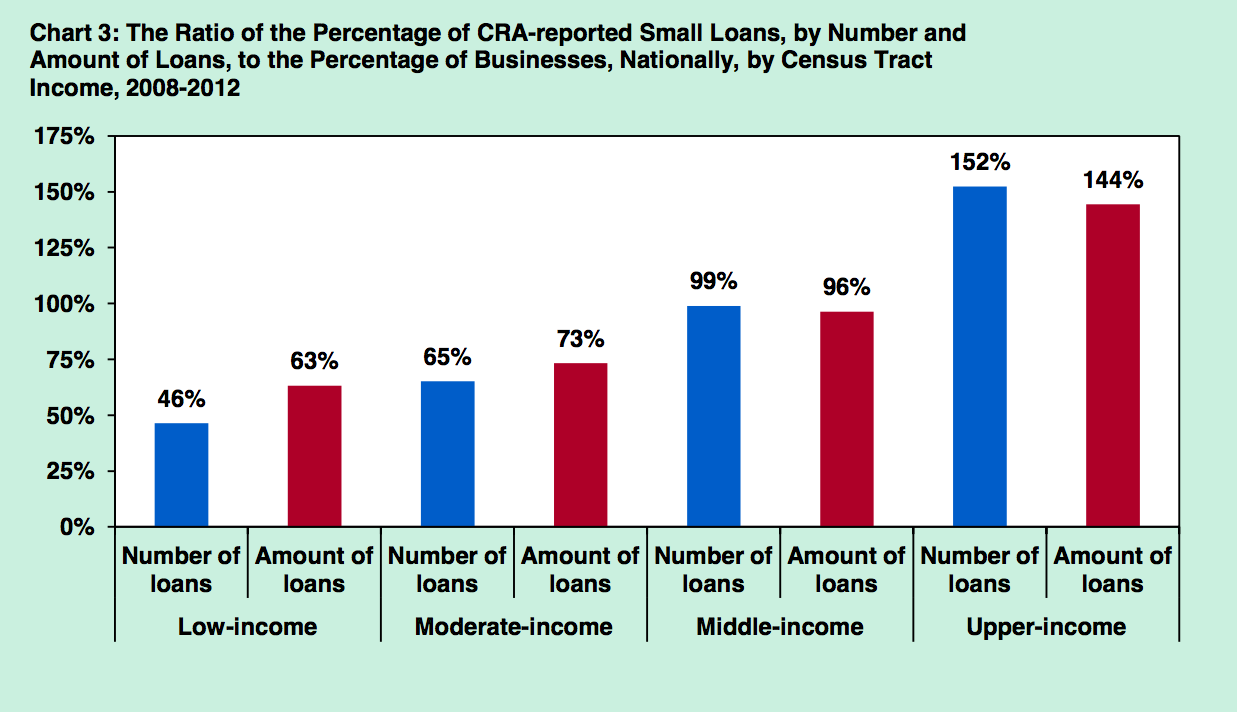 Chart 3: The Ratio of the Percentage of CRA-reported Small Loans, by Number and
Amount of Loans, to the Percentage of Businesses, Nationally, by Census Tract
Income, 2008-2012
175%
150%
125%
100%
75%
50%
25%
0%
46%
63%
65%
73%
99%
96%
152%
144%
Number of
loans
Amount of
loans
Number of
loans
Amount of
loans
Number of
loans
Amount of
loans
Number of
loans
Amount of
loans
Low-income
Moderate-income
Middle-income
Upper-income